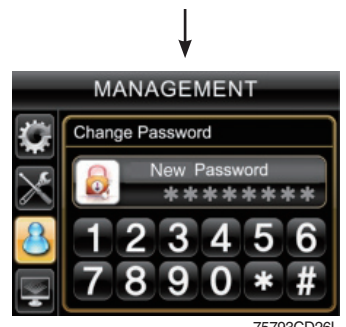 MANAGEMENT
Change Password
New Password
********
1 2 3 4 5 6
7 8 9 0 * #